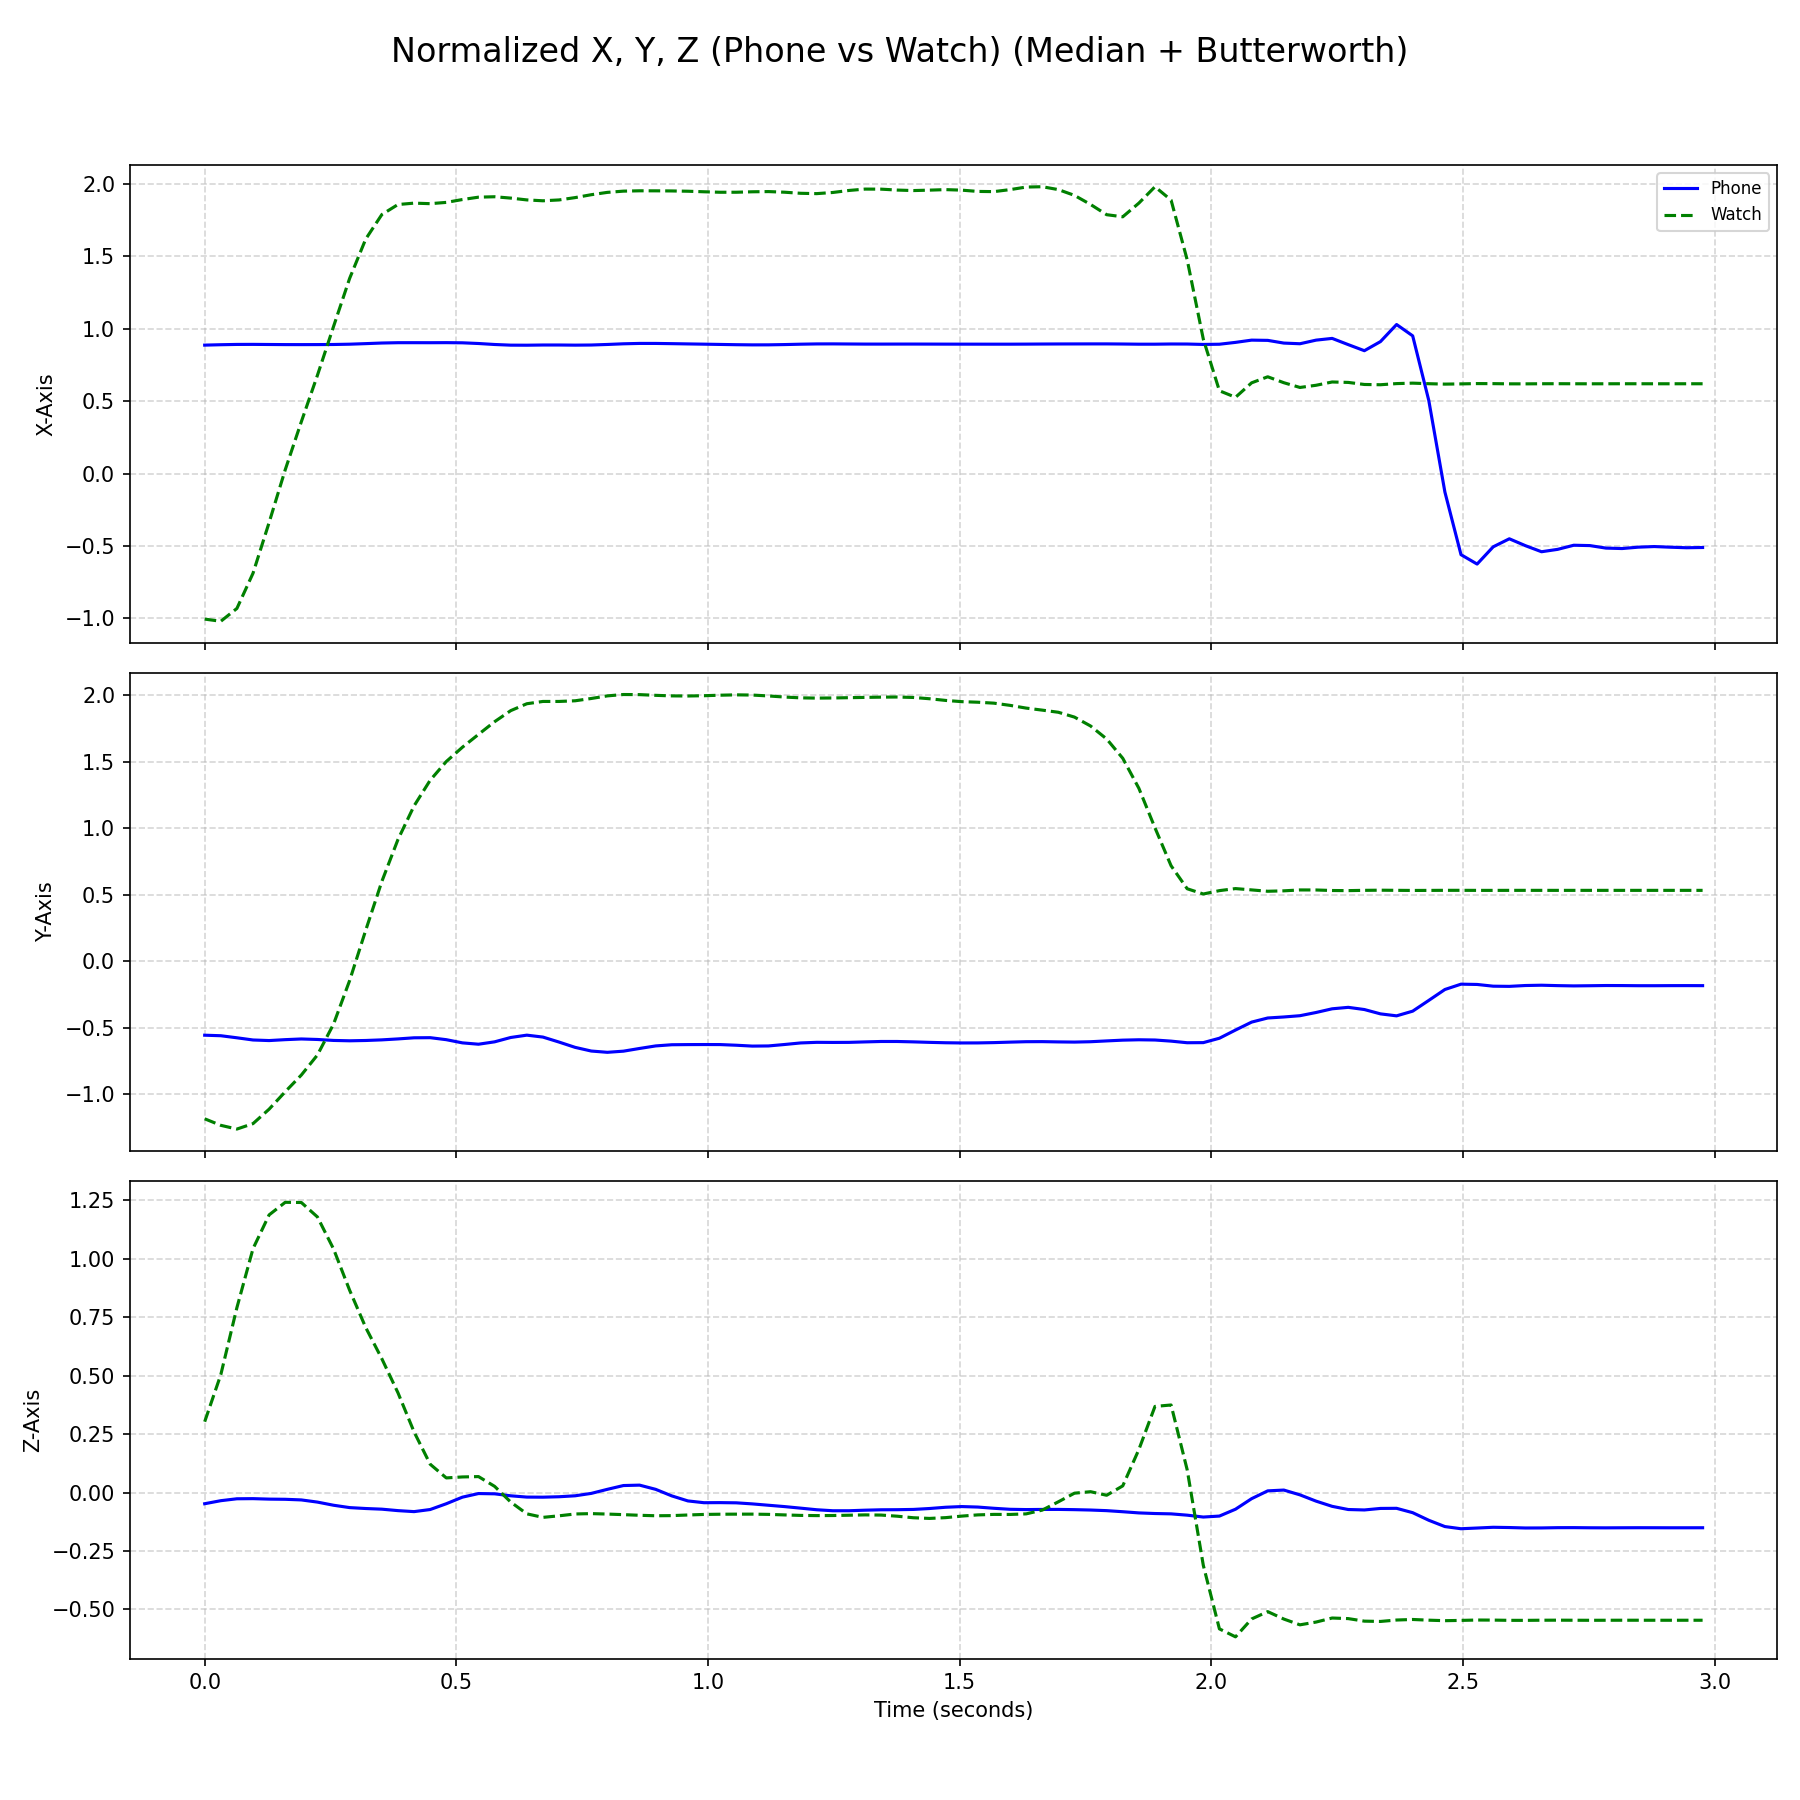 Normalized X, Y, Z (Phone vs Watch) (Median + Butterworth)
Phone
Watch
2.0
1.5
1.0
0.5
0.0
−0.5
−1.0
X-Axis
2.0
1.5
1.0
0.5
0.0
−0.5
−1.0
Y-Axis
1.25
1.00
0.75
0.50
0.25
0.00
−0.25
−0.50
Z-Axis
0.0 0.5 1.0 1.5 2.0 2.5 3.0
Time (seconds)